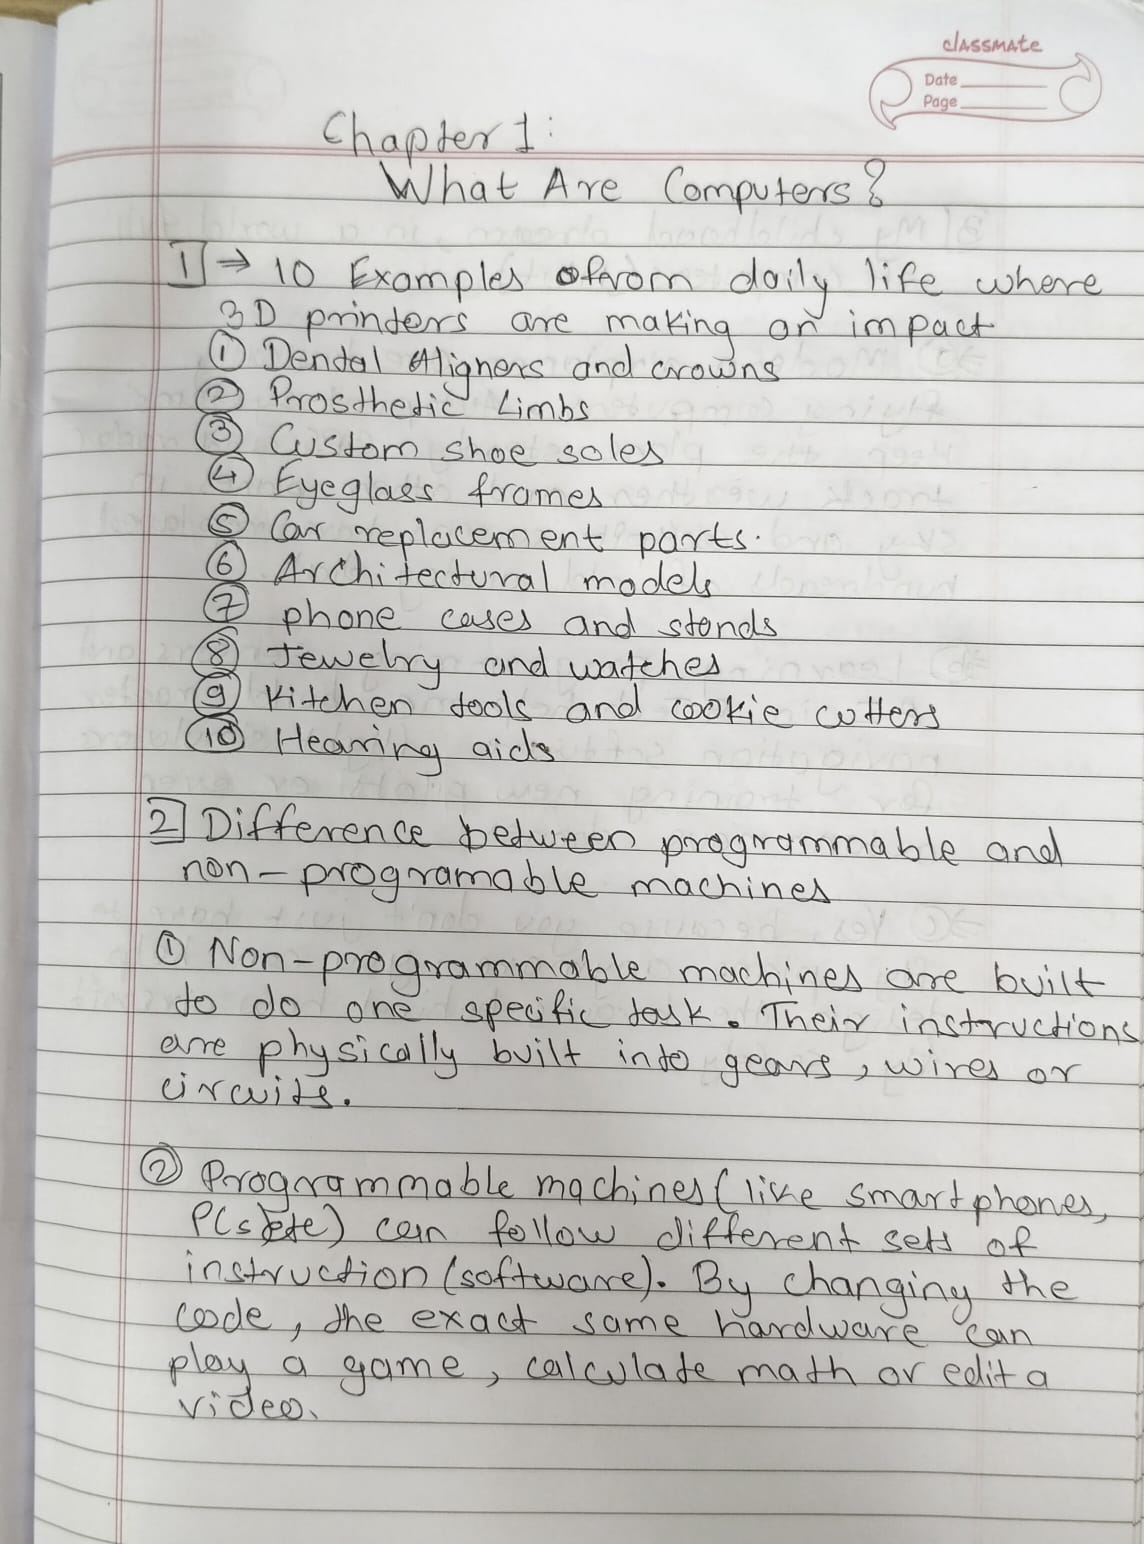 classmate
Date
Page
Chapter 1:
What Are Computers?
1 ⇒ 10 Examples from daily life where
3D printers are making an impact
① Dental Aligners and crowns
② Prosthetic Limbs
③ Custom shoe soles
④ Eyeglass frames
⑤ Car replacement parts.
⑥ Architectural models
⑦ phone cases and stands
⑧ Jewelry and watches
⑨ Kitchen tools and cookie cutters
⑩ Hearing aids
2 Difference between programmable and
non-programable machines
① Non-programmable machines are built
to do one specific task. Their instructions
are physically built into gears, wires or
circuits.
② Programmable machines (like smartphones,
PCs etc) can follow different sets of
instruction (software). By changing the
code, the exact same hardware can
play a game, calculate math or edit a
video.